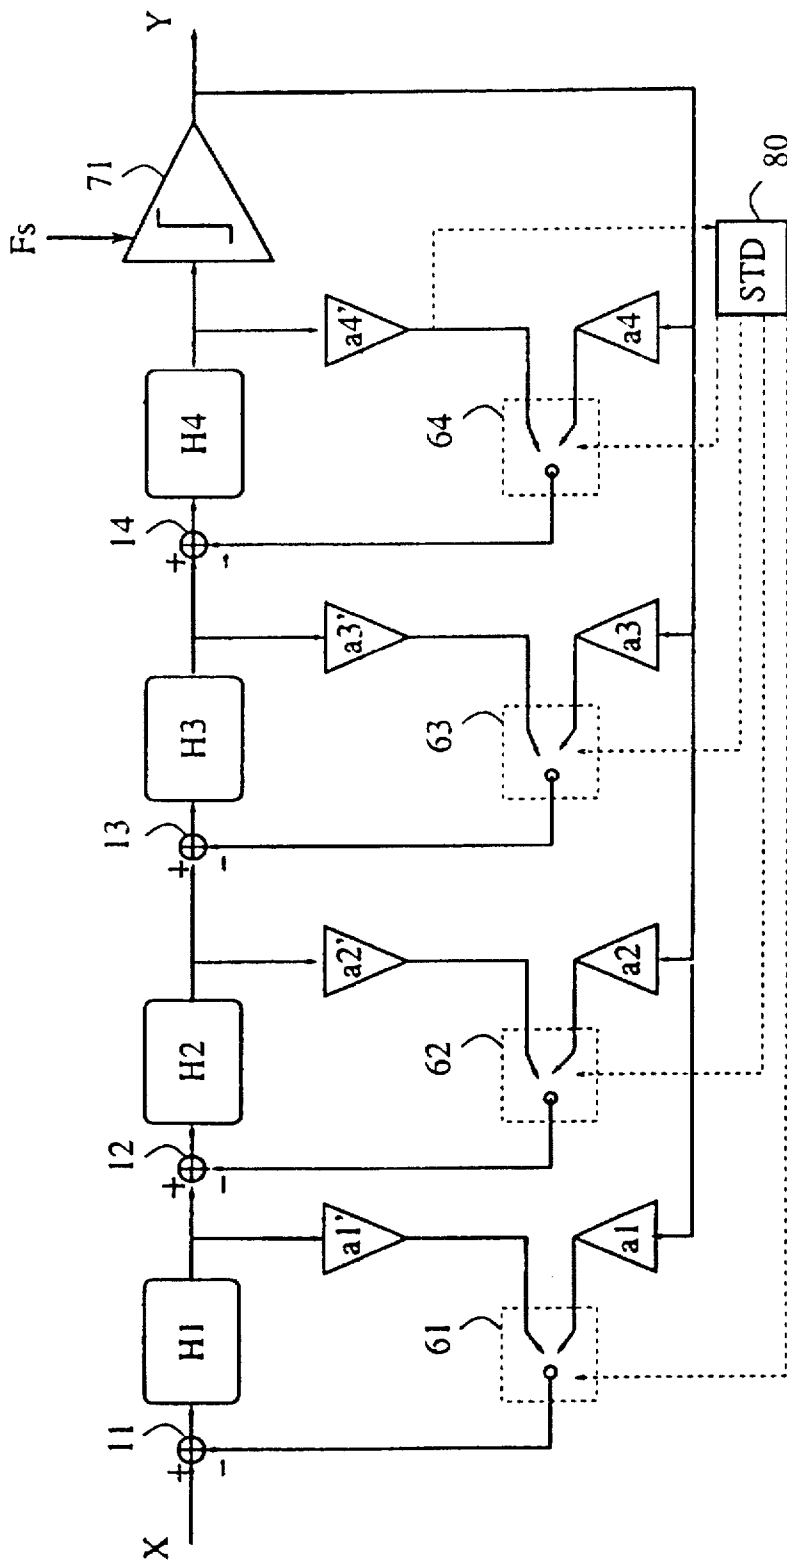 X
11
+
-
H1
12
+
-
H2
13
+
-
H3
14
+
-
H4
Fs
71
Y
a1'
a2'
a3'
a4'
61
62
63
64
a1
a2
a3
a4
STD
80